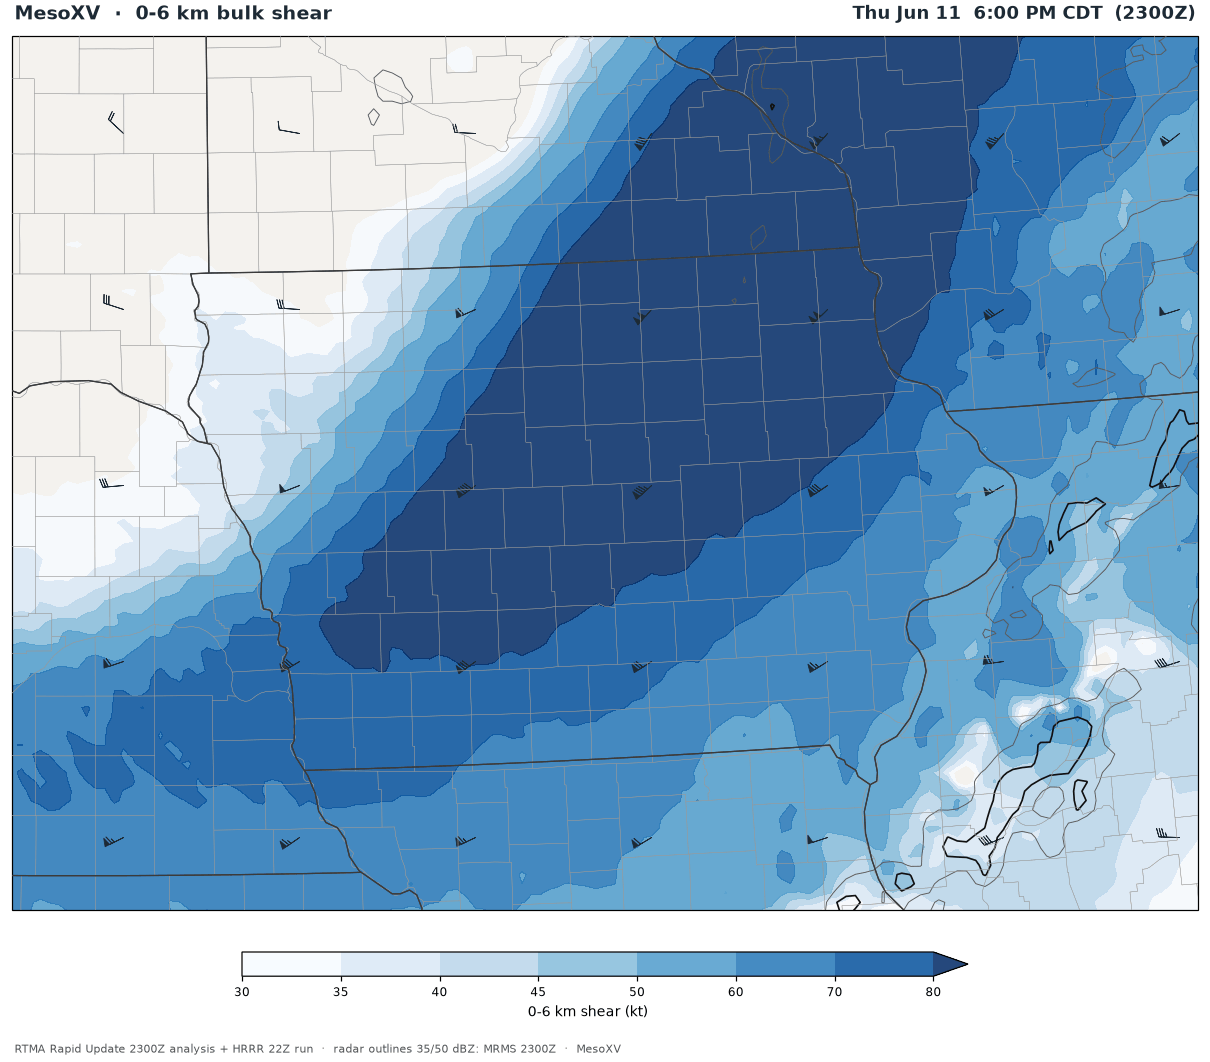 MesoXV · 0-6 km bulk shear
Thu Jun 11 6:00 PM CDT (2300Z)
30 35 40 45 50 60 70 80
0-6 km shear (kt)
RTMA Rapid Update 2300Z analysis + HRRR 22Z run · radar outlines 35/50 dBZ: MRMS 2300Z · MesoXV